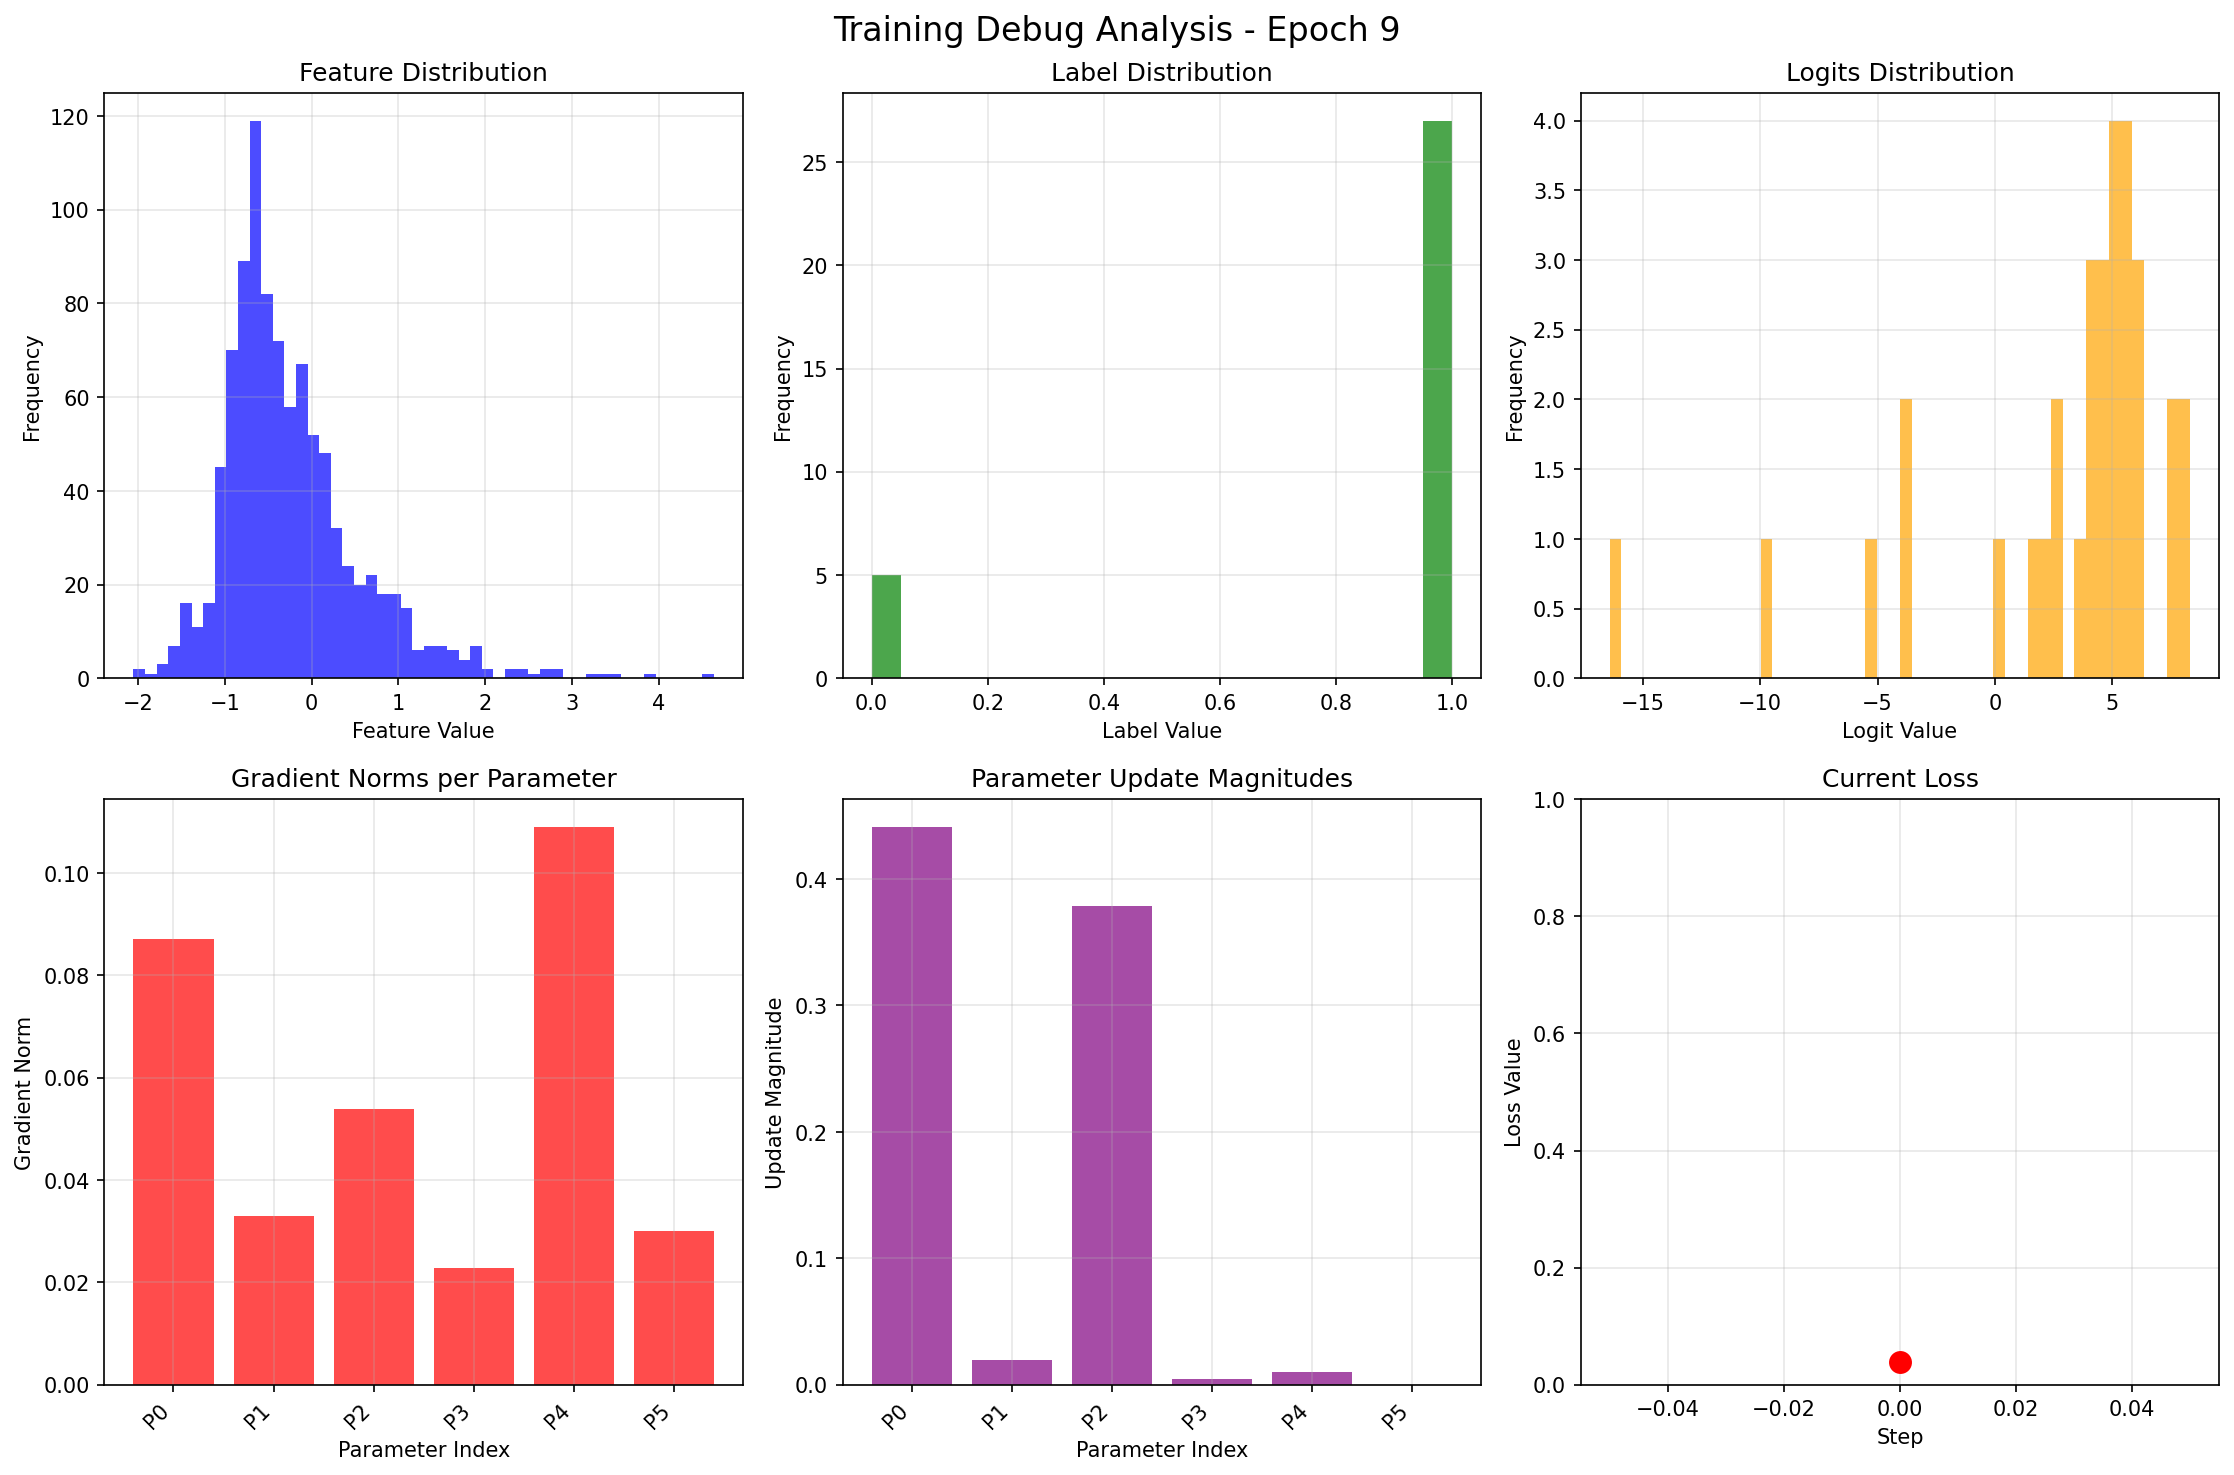 Training Debug Analysis - Epoch 9
Feature Distribution
Frequency
120
100
80
60
40
20
0
−2 −1 0 1 2 3 4
Feature Value
Label Distribution
Frequency
25
20
15
10
5
0
0.0 0.2 0.4 0.6 0.8 1.0
Label Value
Logits Distribution
Frequency
4.0
3.5
3.0
2.5
2.0
1.5
1.0
0.5
0.0
−15 −10 −5 0 5
Logit Value
Gradient Norms per Parameter
Gradient Norm
0.10
0.08
0.06
0.04
0.02
0.00
P0 P1 P2 P3 P4 P5
Parameter Index
Parameter Update Magnitudes
Update Magnitude
0.4
0.3
0.2
0.1
0.0
P0 P1 P2 P3 P4 P5
Parameter Index
Current Loss
Loss Value
1.0
0.8
0.6
0.4
0.2
0.0
−0.04 −0.02 0.00 0.02 0.04
Step